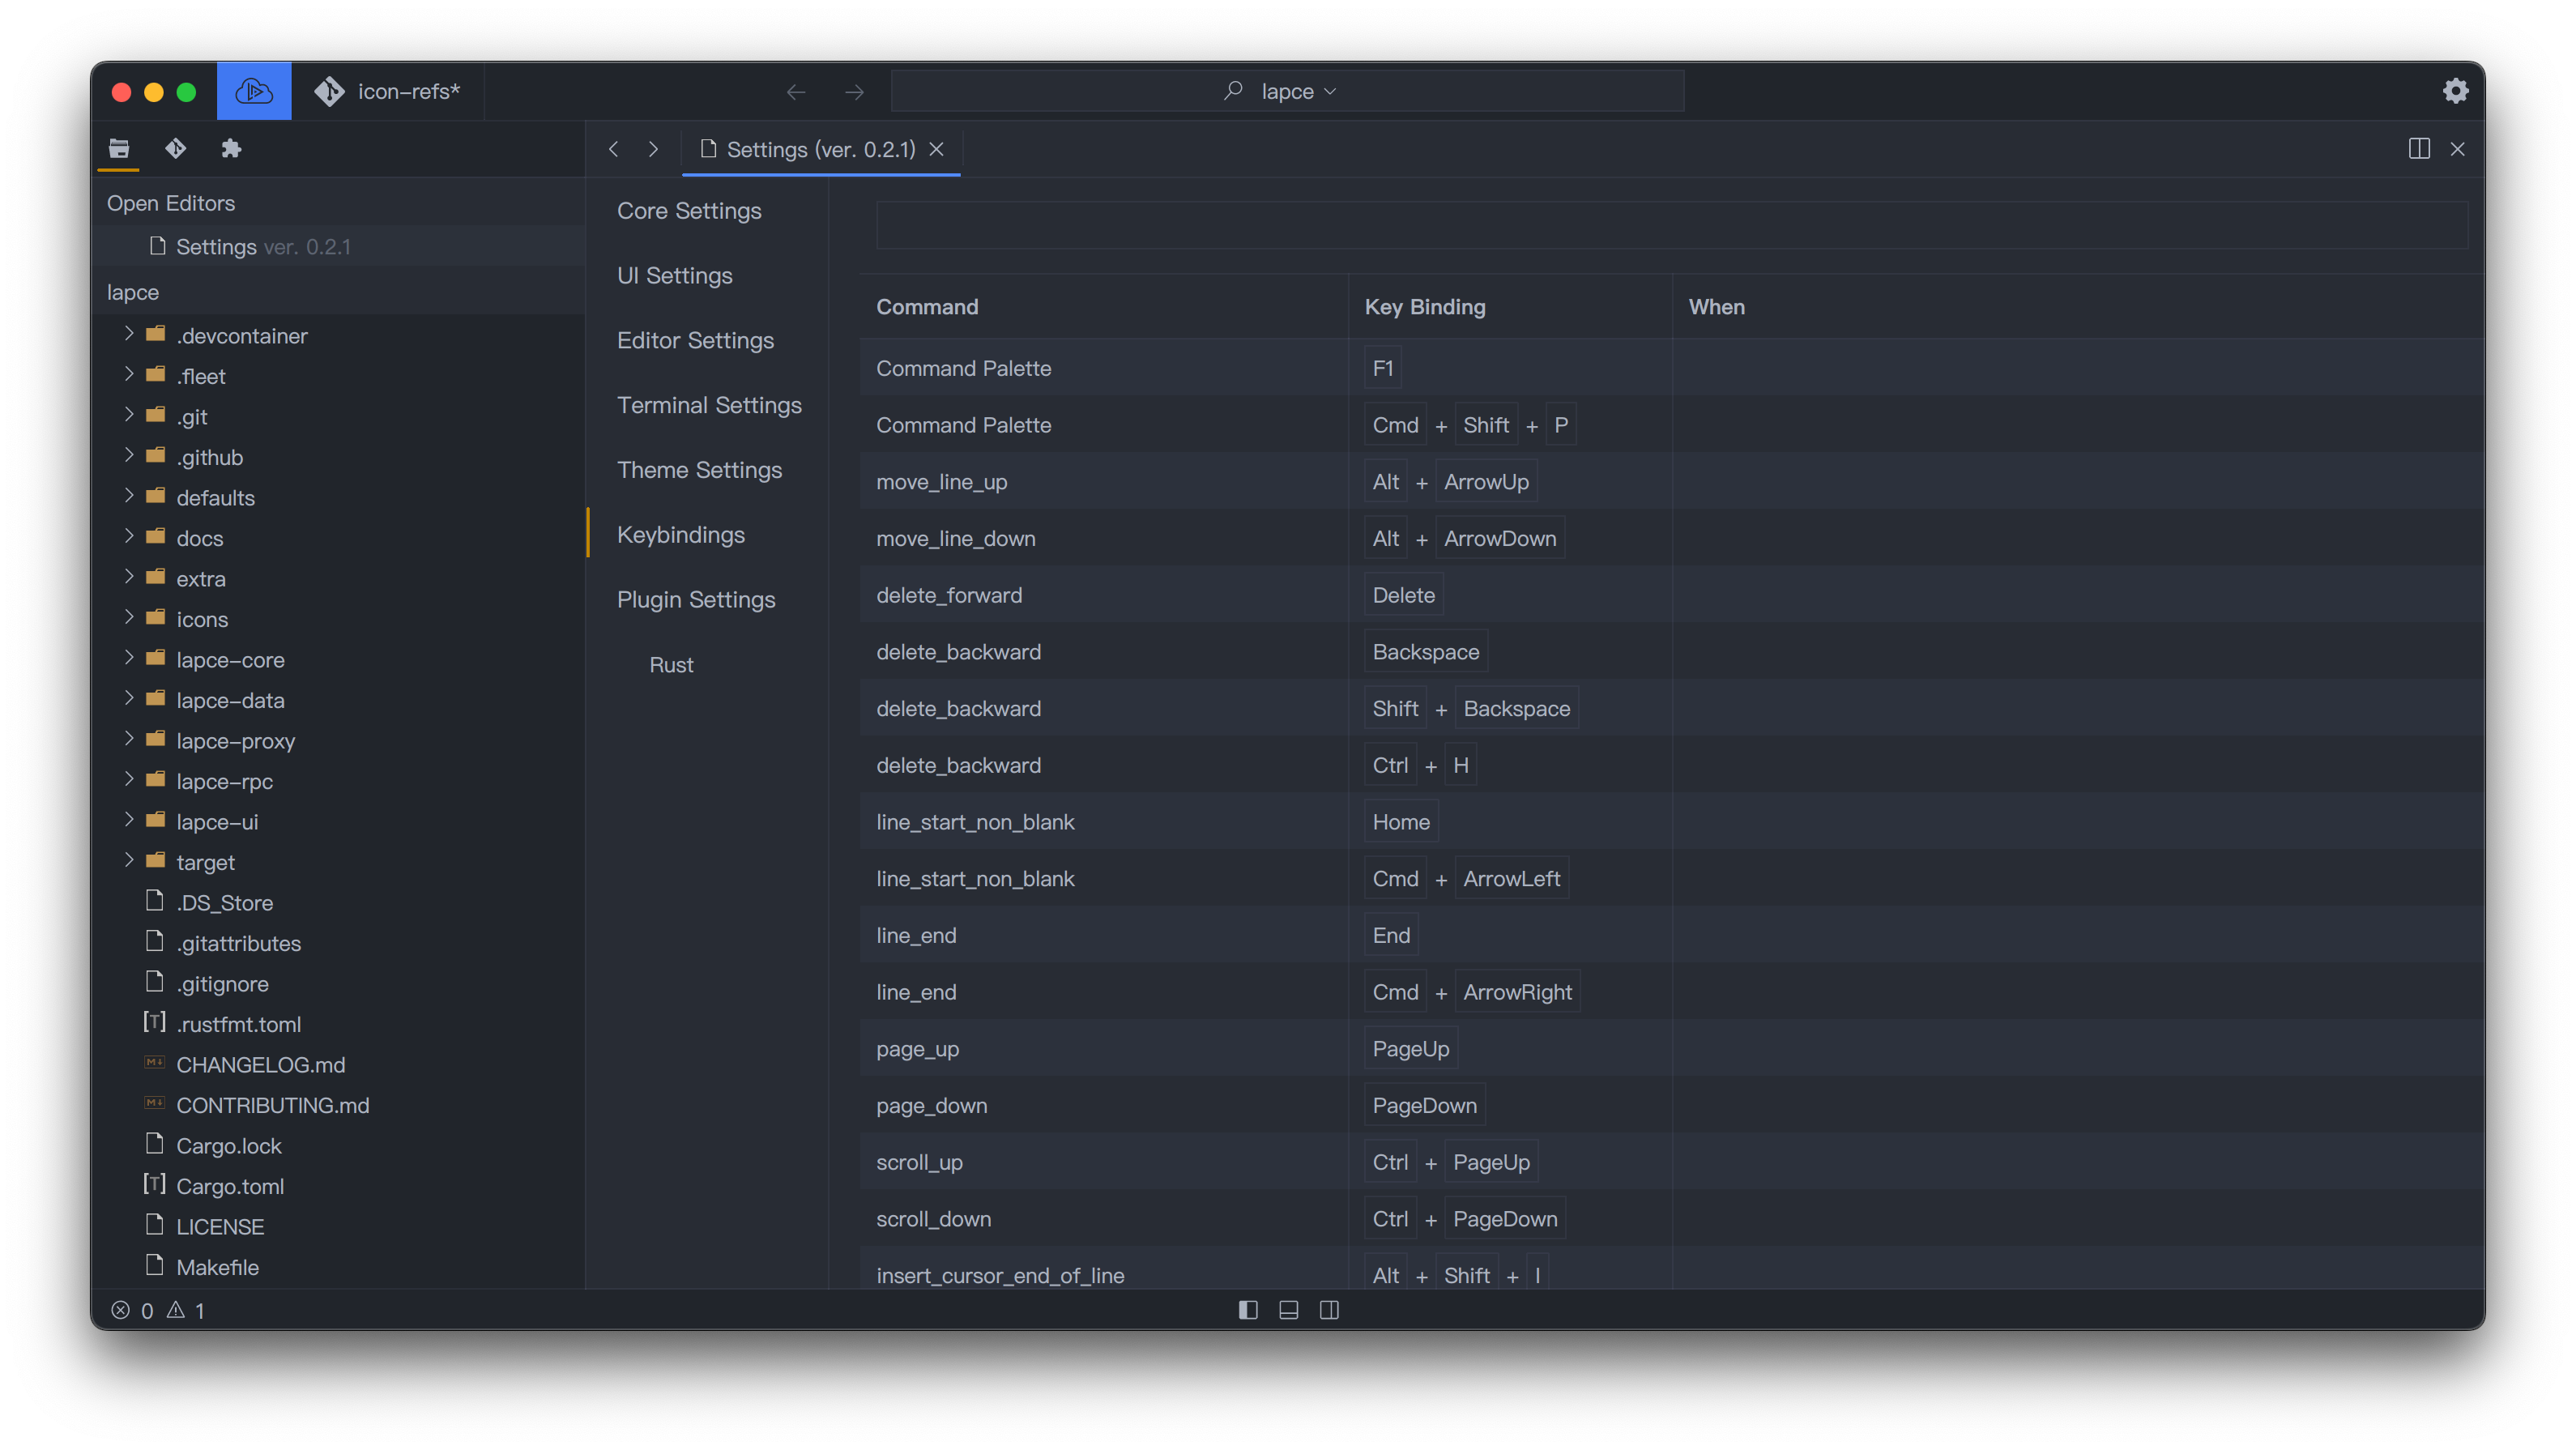 icon-refs*
lapce
Settings (ver. 0.2.1)
Open Editors
Settings ver. 0.2.1
lapce
.devcontainer
.fleet
.git
.github
defaults
docs
extra
icons
lapce-core
lapce-data
lapce-proxy
lapce-rpc
lapce-ui
target
.DS_Store
.gitattributes
.gitignore
[T] .rustfmt.toml
M↓ CHANGELOG.md
M↓ CONTRIBUTING.md
Cargo.lock
[T] Cargo.toml
LICENSE
Makefile
Core Settings
UI Settings
Editor Settings
Terminal Settings
Theme Settings
Keybindings
Plugin Settings
Rust
Command Key Binding When
Command Palette F1
Command Palette Cmd + Shift + P
move_line_up Alt + ArrowUp
move_line_down Alt + ArrowDown
delete_forward Delete
delete_backward Backspace
delete_backward Shift + Backspace
delete_backward Ctrl + H
line_start_non_blank Home
line_start_non_blank Cmd + ArrowLeft
line_end End
line_end Cmd + ArrowRight
page_up PageUp
page_down PageDown
scroll_up Ctrl + PageUp
scroll_down Ctrl + PageDown
insert_cursor_end_of_line Alt + Shift + I
0 1